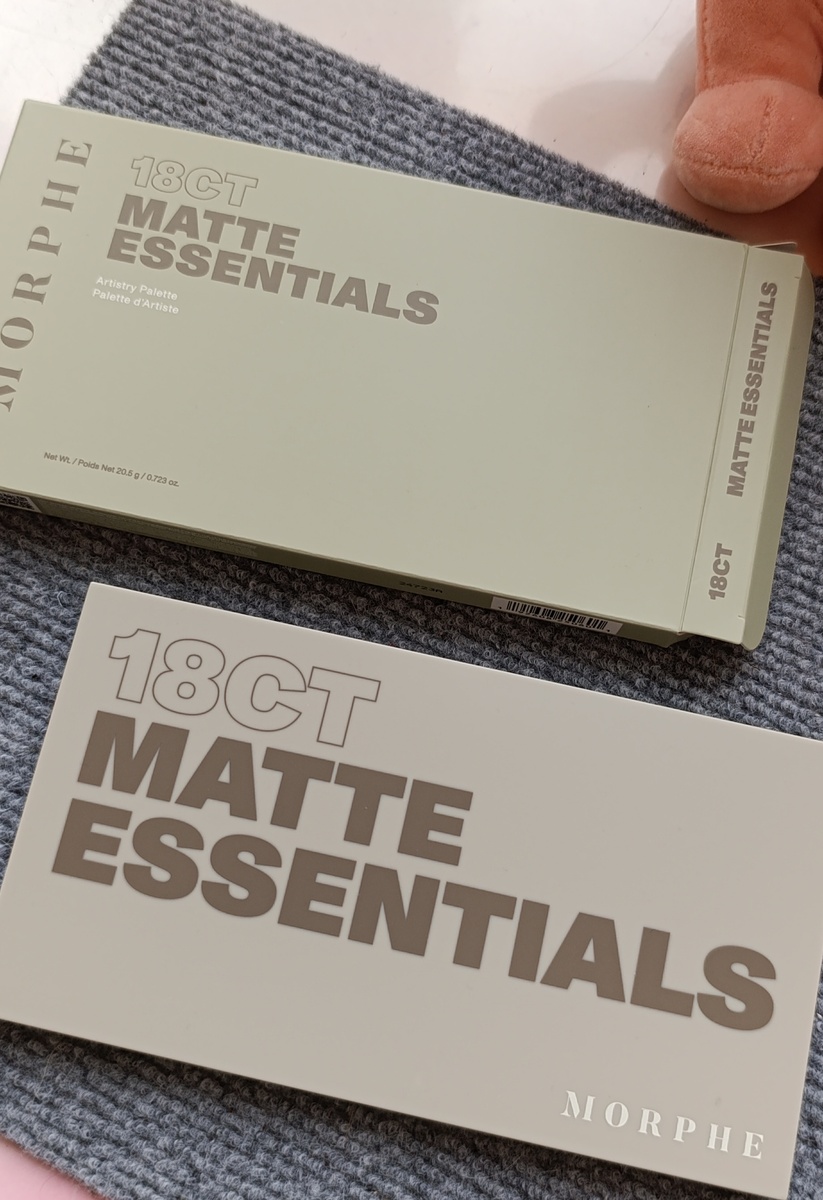 MORPHE
18CT
MATTE
ESSENTIALS
Artistry Palette
Palette d'Artiste
Net Wt. / Poids Net 20.5 g / 0.723 oz.
18CT MATTE ESSENTIALS
18CT
MATTE
ESSENTIALS
MORPHE